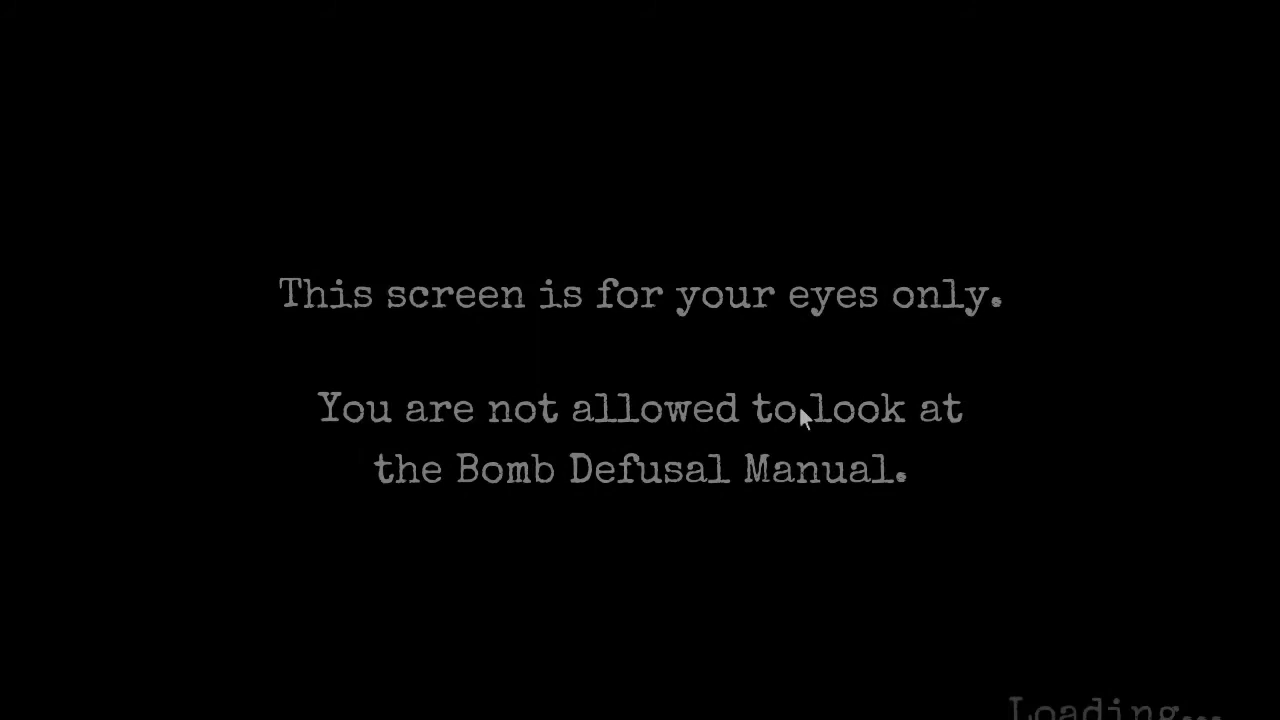 This screen is for your eyes only.
You are not allowed to look at
the Bomb Defusal Manual.
Loading...